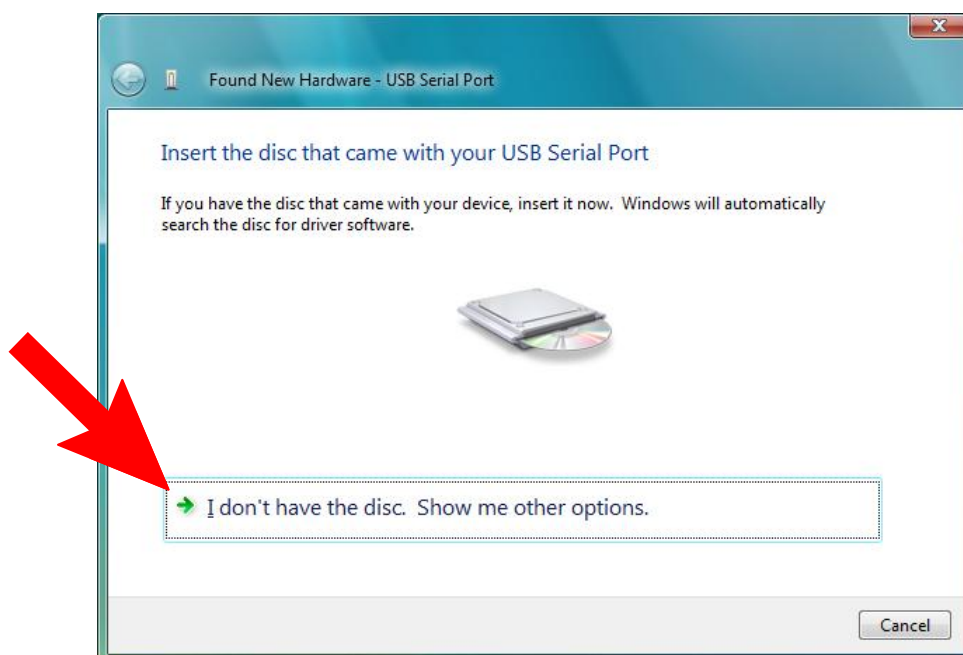 Found New Hardware - USB Serial Port
Insert the disc that came with your USB Serial Port
If you have the disc that came with your device, insert it now.  Windows will automatically
search the disc for driver software.
I don't have the disc.  Show me other options.
Cancel